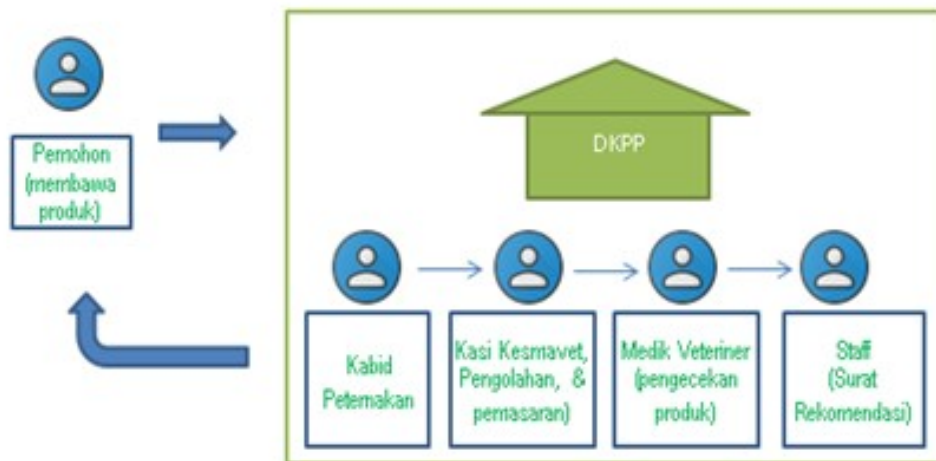 Pemohon
(membawa
produk)
DKPP
Kabid
Peternakan
Kasi Kesmavet,
Pengolahan, &
pemasaran)
Medik Veteriner
(pengecekan
produk)
Staff
(Surat
Rekomendasi)